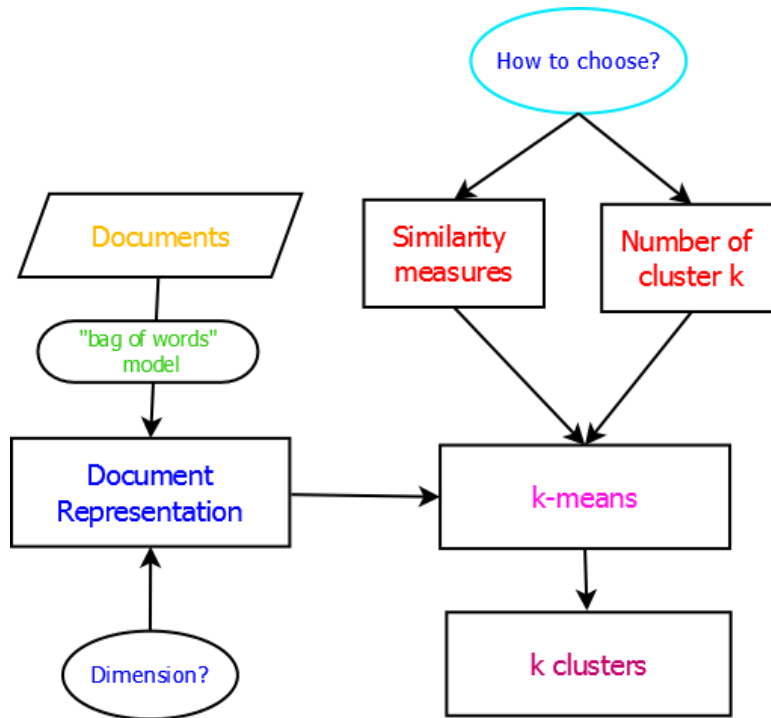 How to choose?
Documents
Similarity
measures
Number of
cluster k
"bag of words"
model
Document
Representation
k-means
Dimension?
k clusters